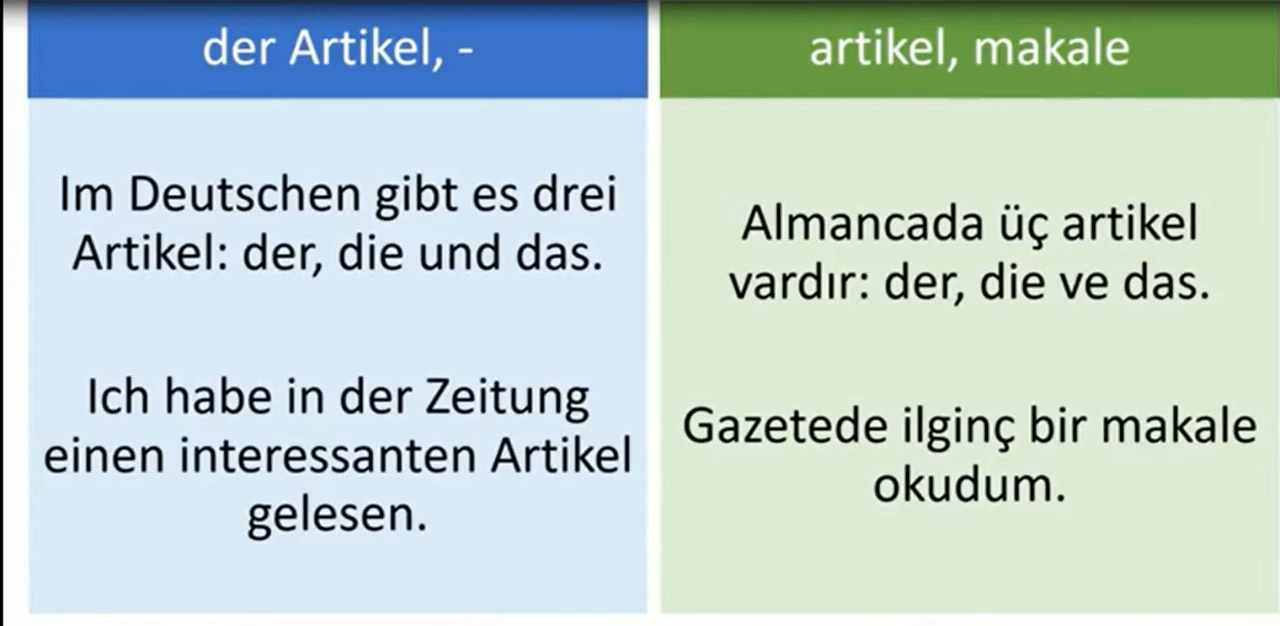 der Artikel, -
artikel, makale
Im Deutschen gibt es drei
Artikel: der, die und das.
Ich habe in der Zeitung
einen interessanten Artikel
gelesen.
Almancada üç artikel
vardır: der, die ve das.
Gazetede ilginç bir makale
okudum.